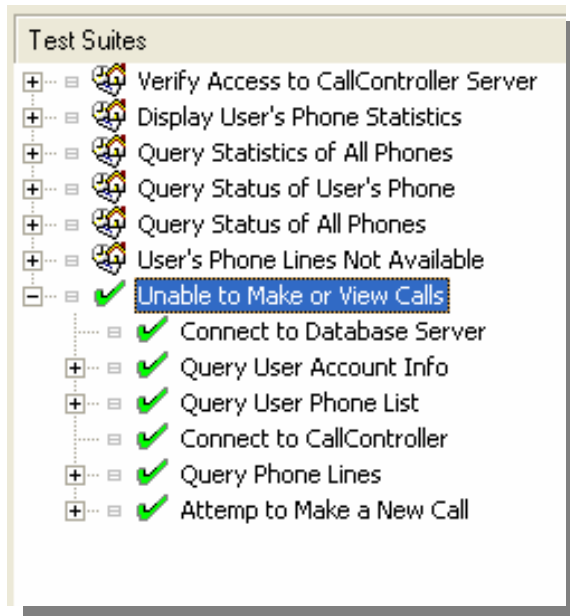 Test Suites
Verify Access to CallController Server
Display User's Phone Statistics
Query Statistics of All Phones
Query Status of User's Phone
Query Status of All Phones
User's Phone Lines Not Available
Unable to Make or View Calls
Connect to Database Server
Query User Account Info
Query User Phone List
Connect to CallController
Query Phone Lines
Attemp to Make a New Call